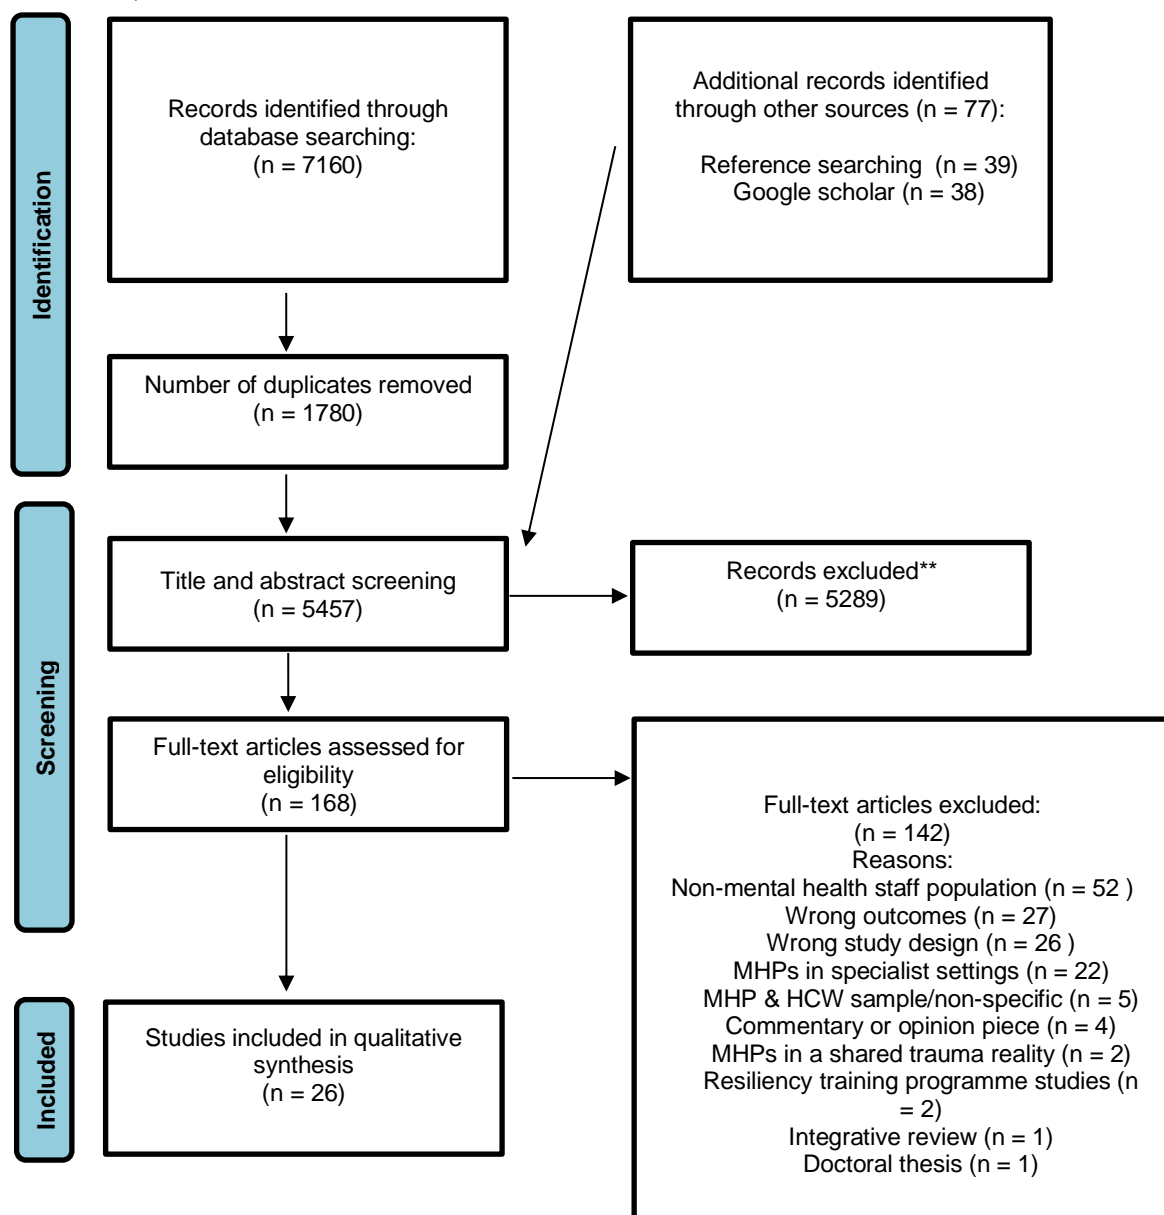 Identification
Records identified through
database searching:
(n = 7160)
Additional records identified
through other sources (n = 77):
Reference searching  (n = 39)
Google scholar (n = 38)
Number of duplicates removed
(n = 1780)
Screening
Title and abstract screening
(n = 5457)
Records excluded**
(n = 5289)
Full-text articles assessed for
eligibility
(n = 168)
Full-text articles excluded:
(n = 142)
Reasons:
Non-mental health staff population (n = 52 )
Wrong outcomes (n = 27)
Wrong study design (n = 26 )
MHPs in specialist settings (n = 22)
MHP & HCW sample/non-specific (n = 5)
Commentary or opinion piece (n = 4)
MHPs in a shared trauma reality (n = 2)
Resiliency training programme studies (n
= 2)
Integrative review (n = 1)
Doctoral thesis (n = 1)
Included
Studies included in qualitative
synthesis
(n = 26)